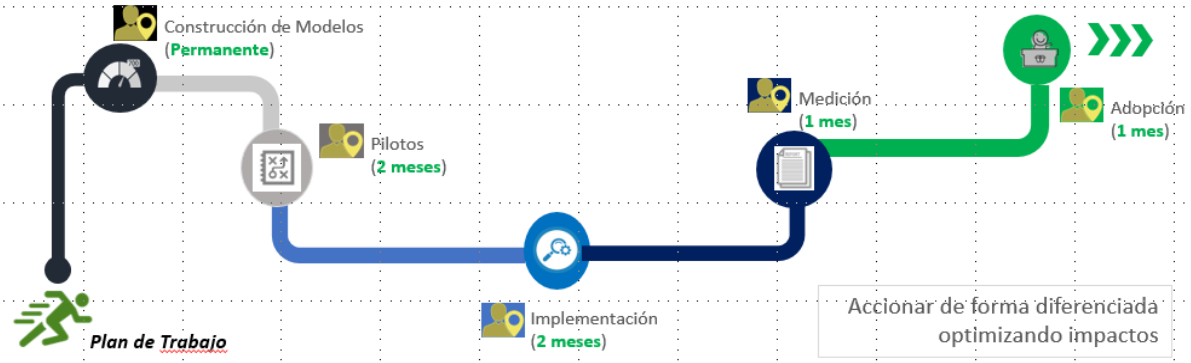 Construcción de Modelos
(Permanente)
700
Pilotos
(2 meses)
Implementación
(2 meses)
Medición
(1 mes)
Adopción
(1 mes)
Plan de Trabajo
Accionar de forma diferenciada
optimizando impactos